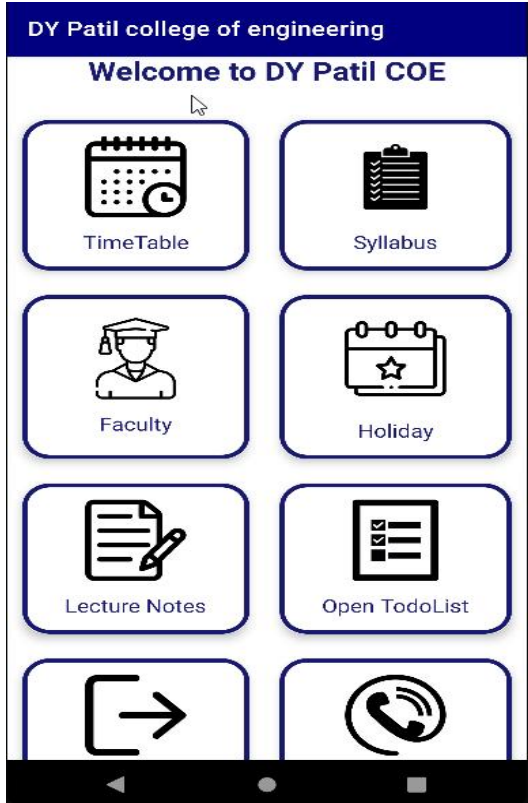 DY Patil college of engineering
Welcome to DY Patil COE
TimeTable
Syllabus
Faculty
Holiday
Lecture Notes
Open TodoList